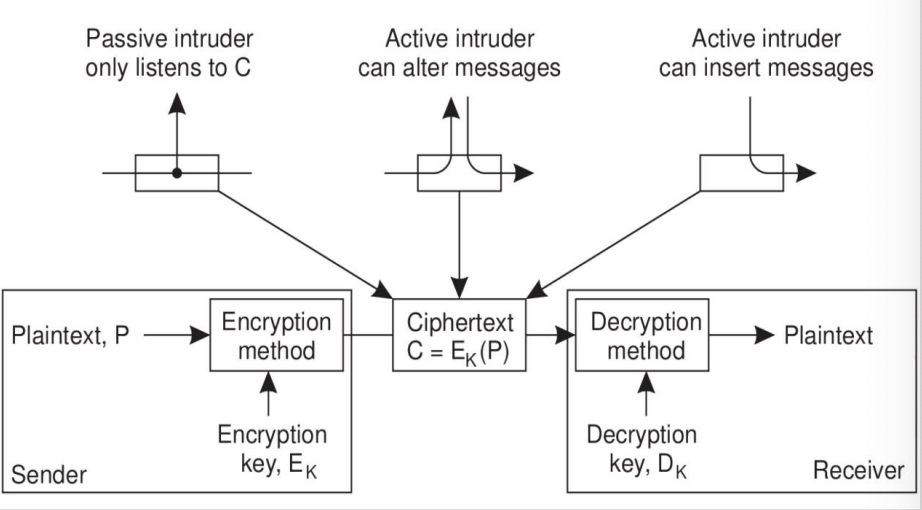 Passive intruder
only listens to C
Active intruder
can alter messages
Active intruder
can insert messages
Plaintext, P
Encryption
method
Ciphertext
C = E_K(P)
Decryption
method
Plaintext
Encryption
key, E_K
Decryption
key, D_K
Sender
Receiver